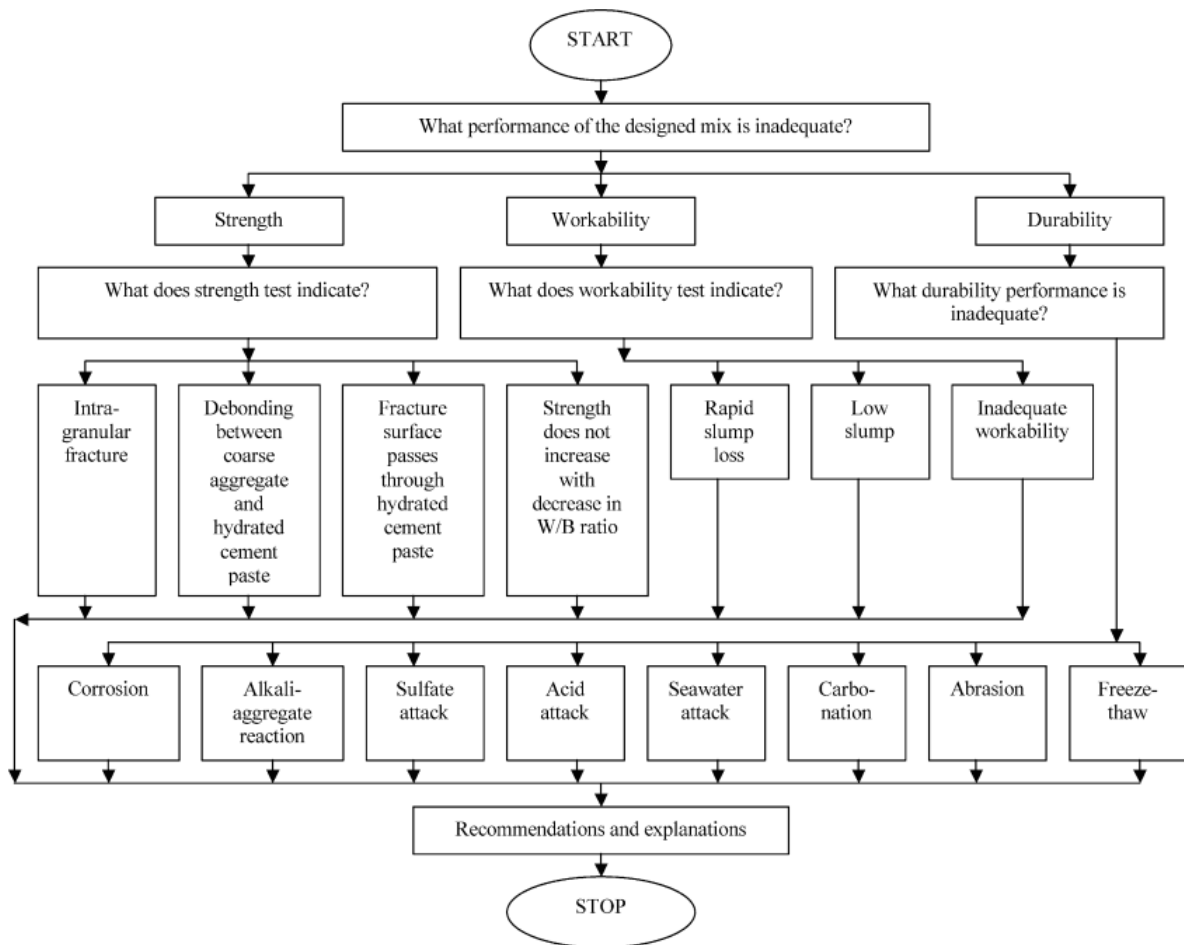 START
What performance of the designed mix is inadequate?
Strength
Workability
Durability
What does strength test indicate?
What does workability test indicate?
What durability performance is
inadequate?
Intra-
granular
fracture
Debonding
between
coarse
aggregate
and
hydrated
cement
paste
Fracture
surface
passes
through
hydrated
cement
paste
Strength
does not
increase
with
decrease in
W/B ratio
Rapid
slump
loss
Low
slump
Inadequate
workability
Corrosion
Alkali-
aggregate
reaction
Sulfate
attack
Acid
attack
Seawater
attack
Carbo-
nation
Abrasion
Freeze-
thaw
Recommendations and explanations
STOP